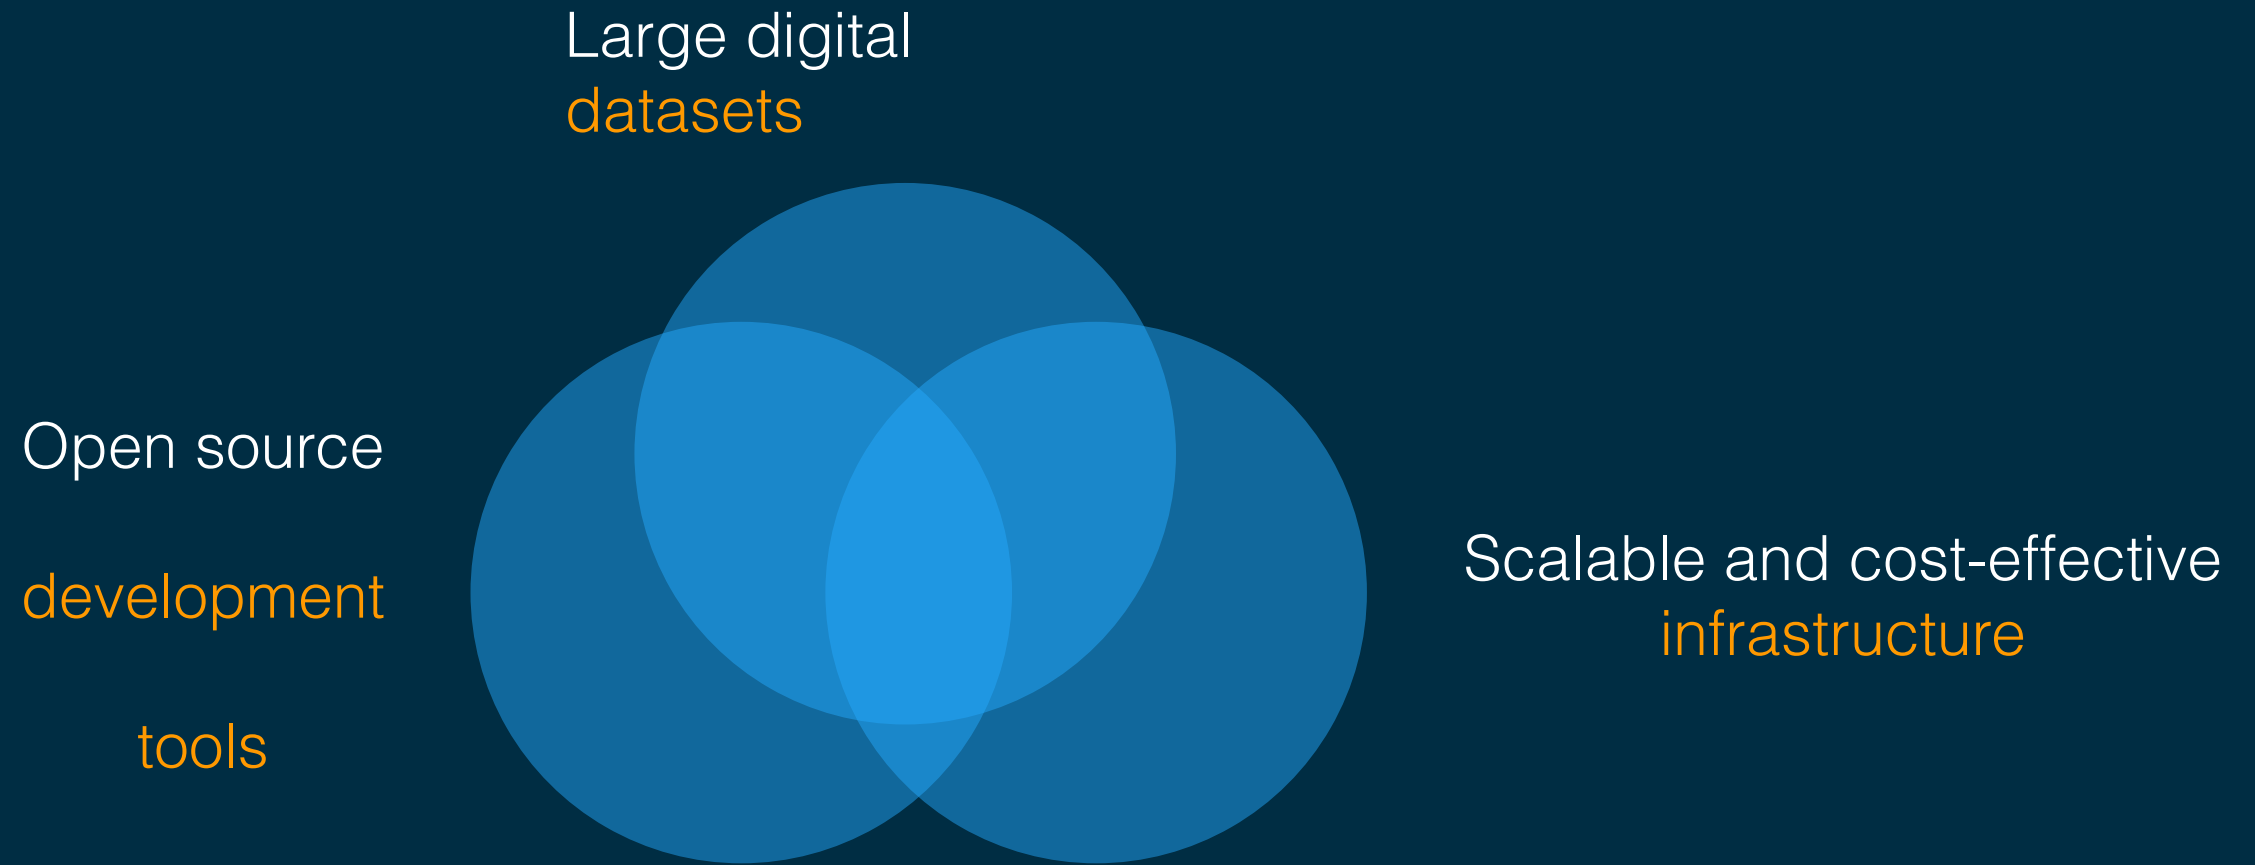 Large digital
datasets
Open source
development
tools
Scalable and cost-effective
infrastructure